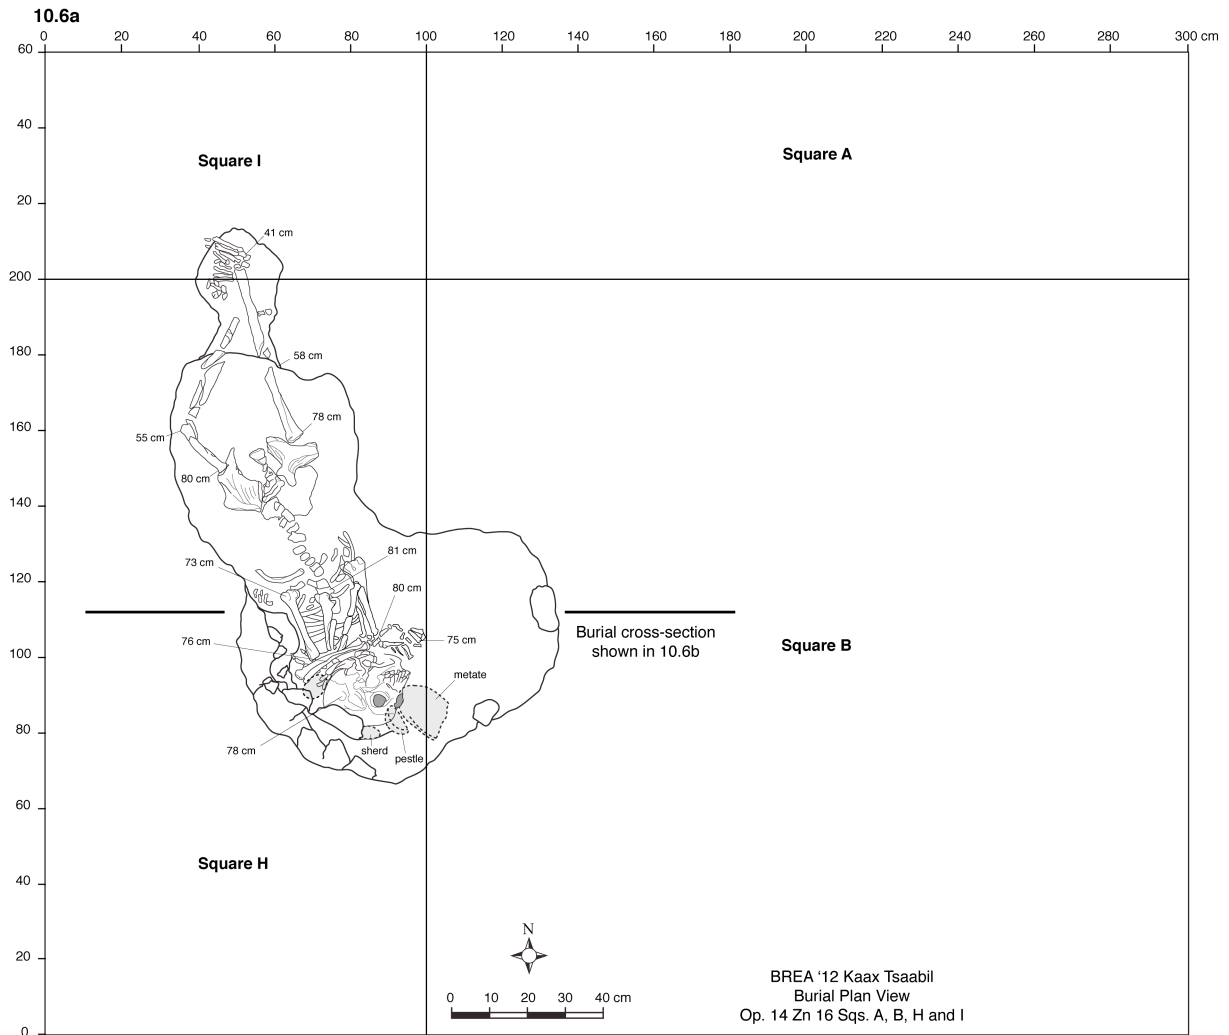 10.6a
0 20 40 60 80 100 120 140 160 180 200 220 240 260 280 300 cm
60
40
Square I
Square A
20
41 cm
200
180
58 cm
78 cm
160
55 cm
80 cm
140
81 cm
73 cm
120
80 cm
76 cm
75 cm
Burial cross-section
shown in 10.6b
Square B
100
metate
80
78 cm
sherd
pestle
60
Square H
40
N
20
0 10 20 30 40 cm
BREA ‘12 Kaax Tsaabil
Burial Plan View
Op. 14 Zn 16 Sqs. A, B, H and I
0